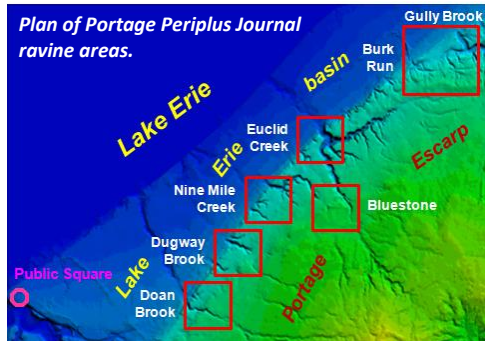 Plan of Portage Periplus Journal
ravine areas.
Gully Brook
Burk
Run
Lake Erie
basin
Erie
Lake
Euclid
Creek
Escarp
Nine Mile
Creek
Bluestone
Dugway
Brook
Public Square
Doan
Brook
Portage